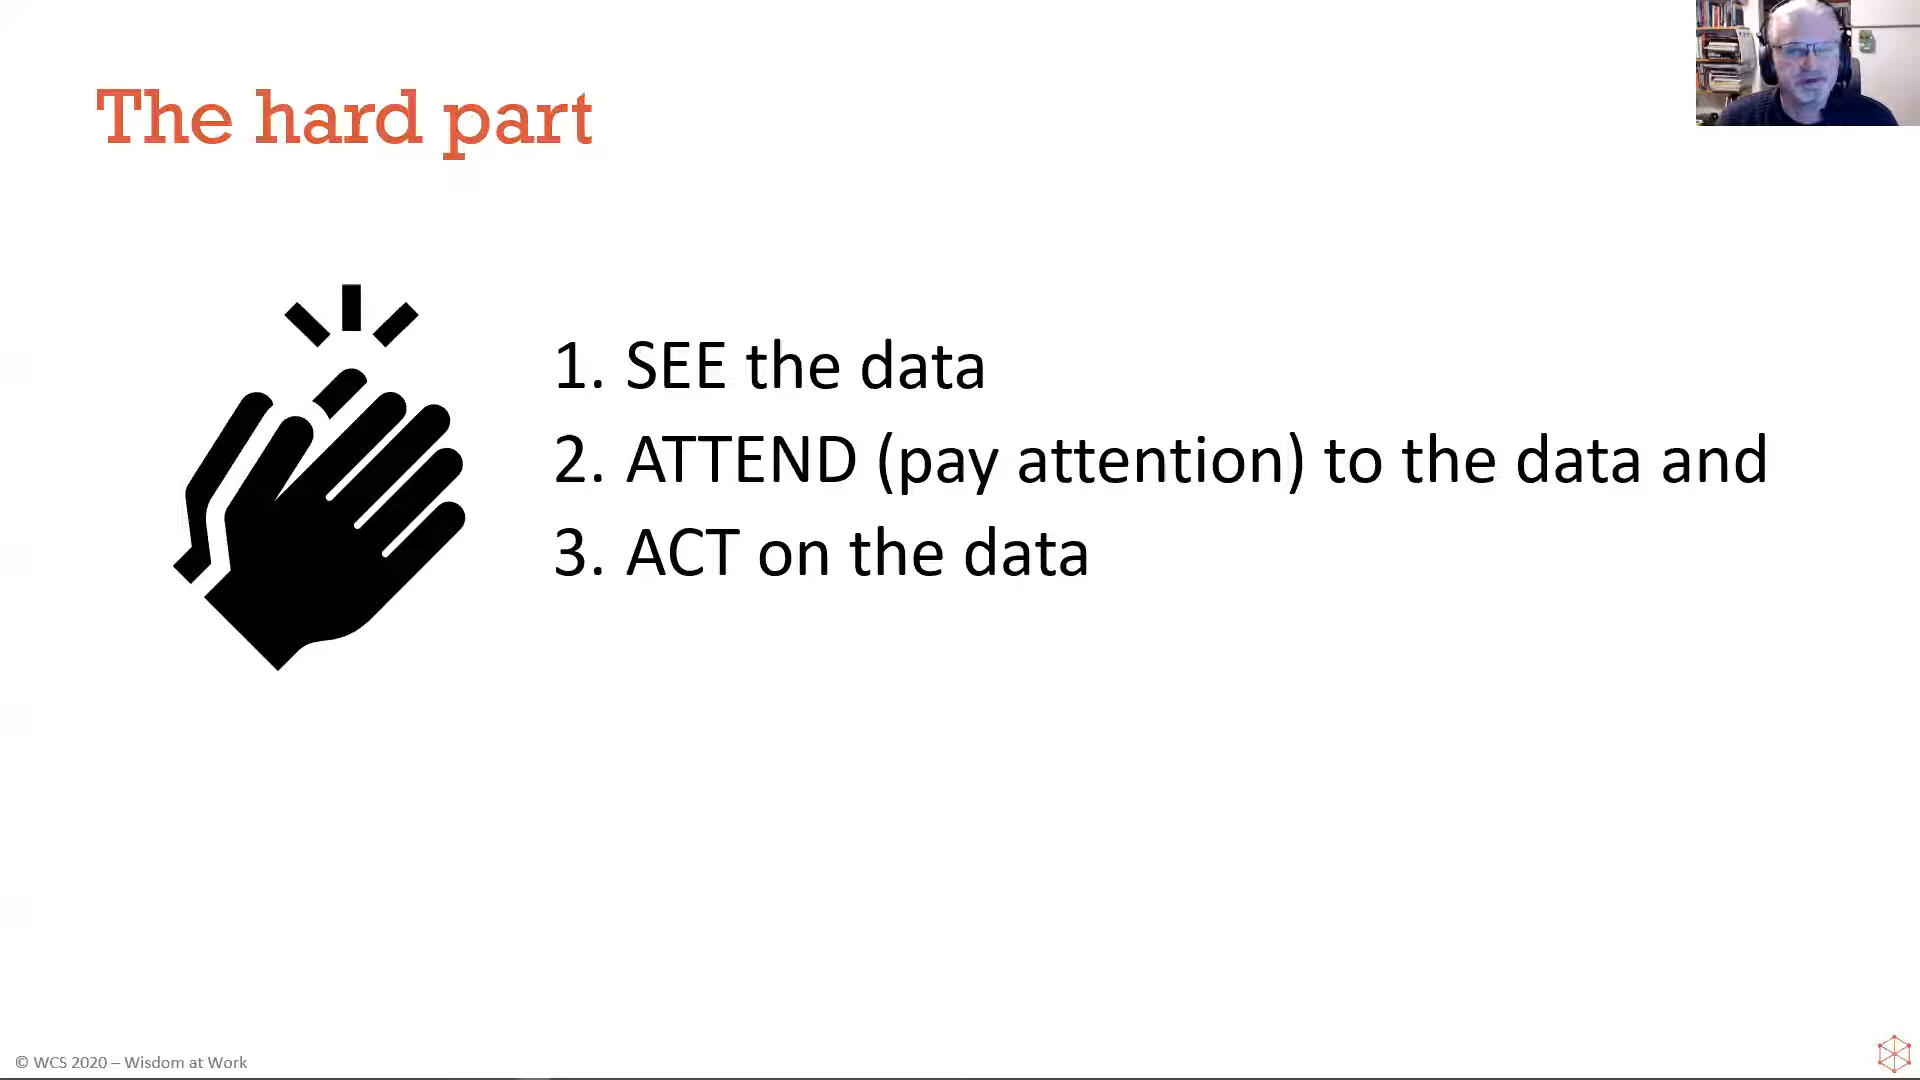 The hard part
1. SEE the data
2. ATTEND (pay attention) to the data and
3. ACT on the data
© WCS 2020 – Wisdom at Work